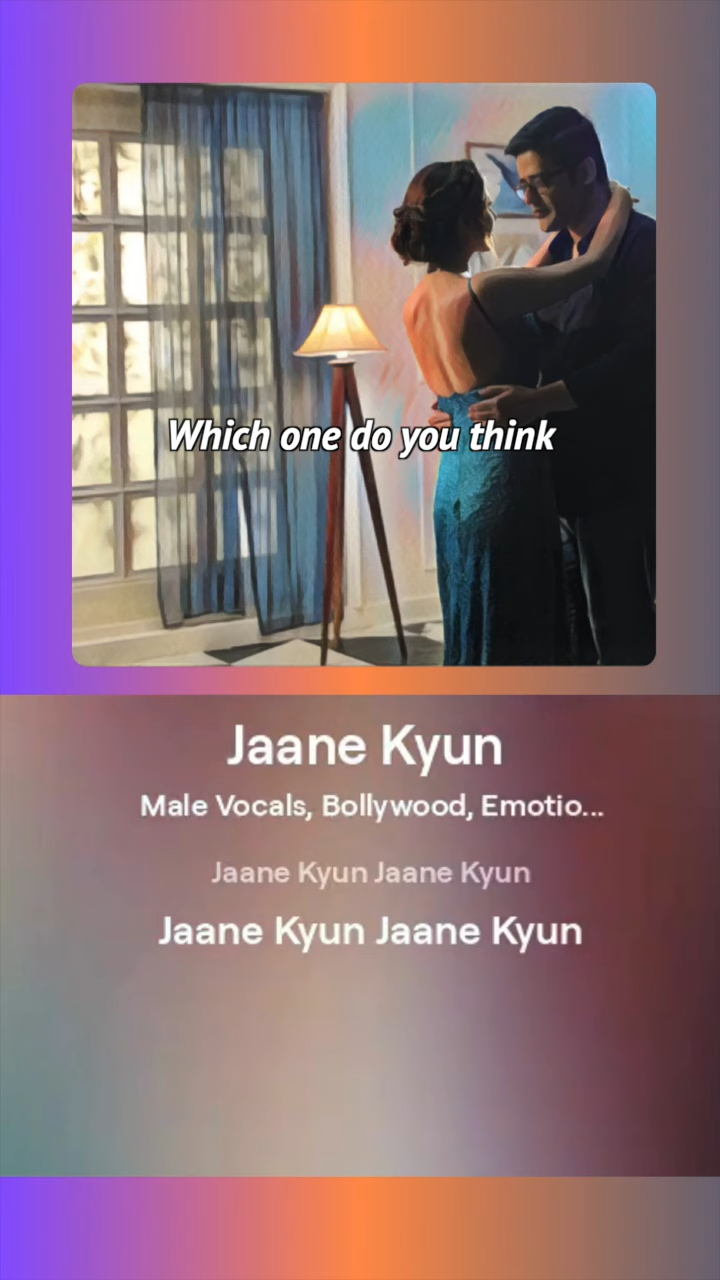 Which one do you think
Jaane Kyun
Male Vocals, Bollywood, Emotio...
Jaane Kyun Jaane Kyun
Jaane Kyun Jaane Kyun